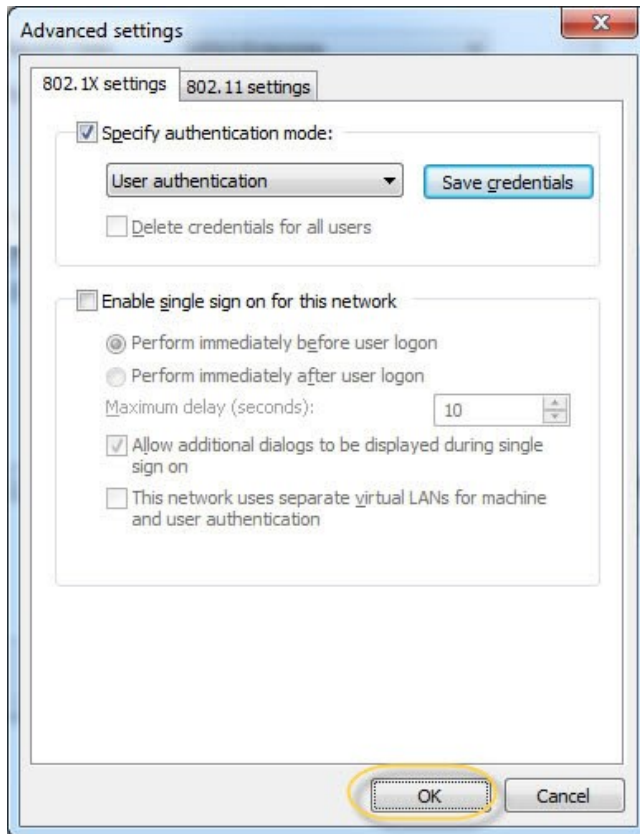 Advanced settings
802.1X settings
802.11 settings
Specify authentication mode:
User authentication
Save credentials
Delete credentials for all users
Enable single sign on for this network
Perform immediately before user logon
Perform immediately after user logon
Maximum delay (seconds):
10
Allow additional dialogs to be displayed during single
sign on
This network uses separate virtual LANs for machine
and user authentication
OK
Cancel